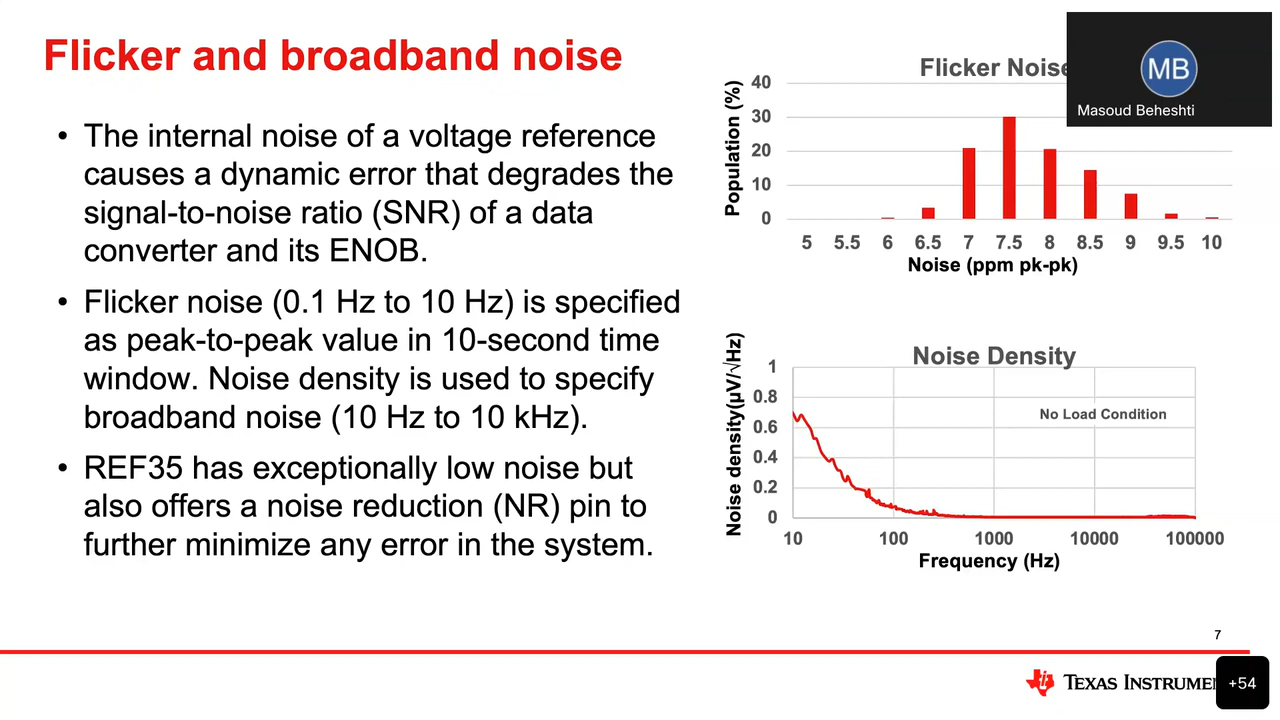 Flicker and broadband noise
• The internal noise of a voltage reference
causes a dynamic error that degrades the
signal-to-noise ratio (SNR) of a data
converter and its ENOB.
• Flicker noise (0.1 Hz to 10 Hz) is specified
as peak-to-peak value in 10-second time
window. Noise density is used to specify
broadband noise (10 Hz to 10 kHz).
• REF35 has exceptionally low noise but
also offers a noise reduction (NR) pin to
further minimize any error in the system.
Flicker Noise
MB
Masoud Beheshti
Population (%)
40
30
20
10
0
5 5.5 6 6.5 7 7.5 8 8.5 9 9.5 10
Noise (ppm pk-pk)
Noise Density
Noise density(µV/√Hz)
1
0.8
0.6
0.4
0.2
0
No Load Condition
10 100 1000 10000 100000
Frequency (Hz)
7
TEXAS INSTRUME
+54